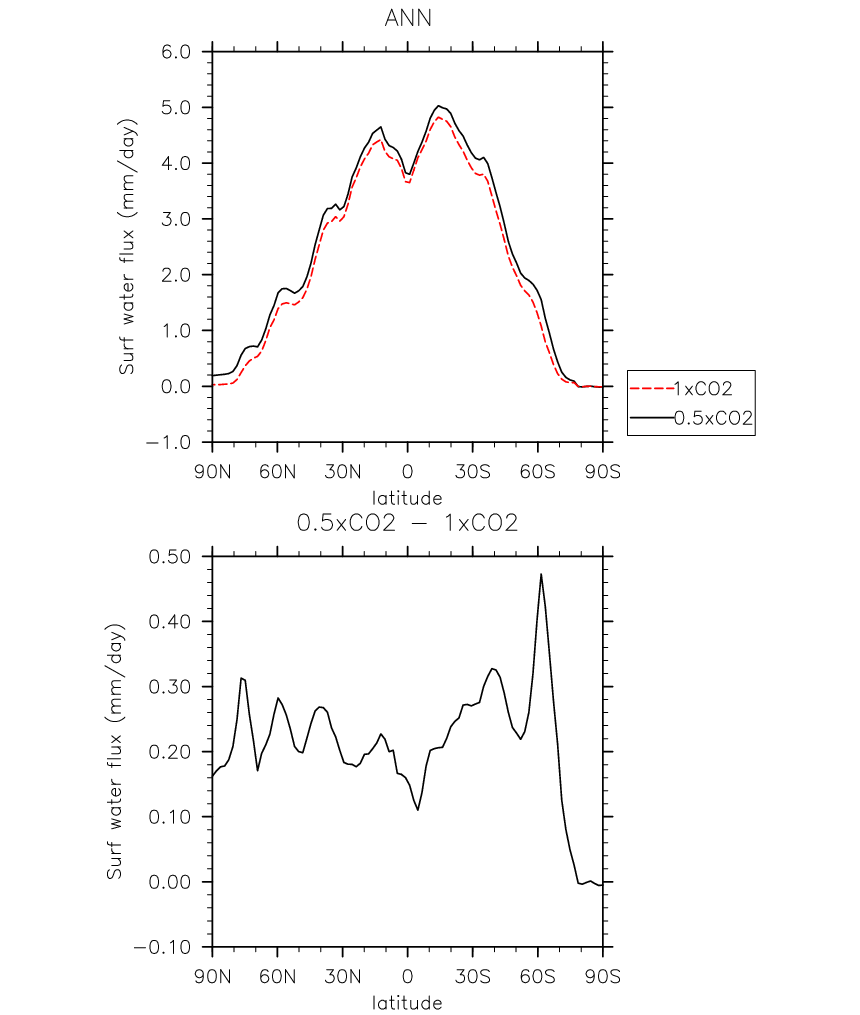 ANN
6.0
5.0
4.0
3.0
2.0
1.0
0.0
−1.0
Surf water flux (mm/day)
90N 60N 30N 0 30S 60S 90S
latitude
1xCO2
0.5xCO2
0.5xCO2 − 1xCO2
0.50
0.40
0.30
0.20
0.10
0.00
−0.10
Surf water flux (mm/day)
90N 60N 30N 0 30S 60S 90S
latitude